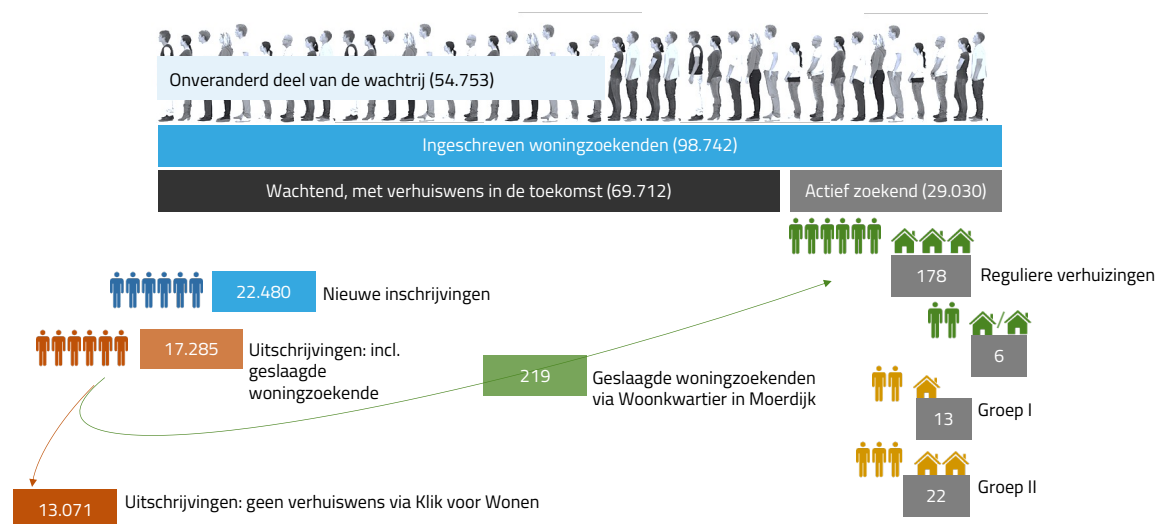 Onveranderd deel van de wachtrij (54.753)
Ingeschreven woningzoekenden (98.742)
Wachtend, met verhuiswens in de toekomst (69.712)
Actief zoekend (29.030)
178
Reguliere verhuizingen
22.480
Nieuwe inschrijvingen
/
6
17.285
Uitschrijvingen: incl.
geslaagde
woningzoekende
219
Geslaagde woningzoekenden
via Woonkwartier in Moerdijk
13
Groep I
22
Groep II
13.071
Uitschrijvingen: geen verhuiswens via Klik voor Wonen